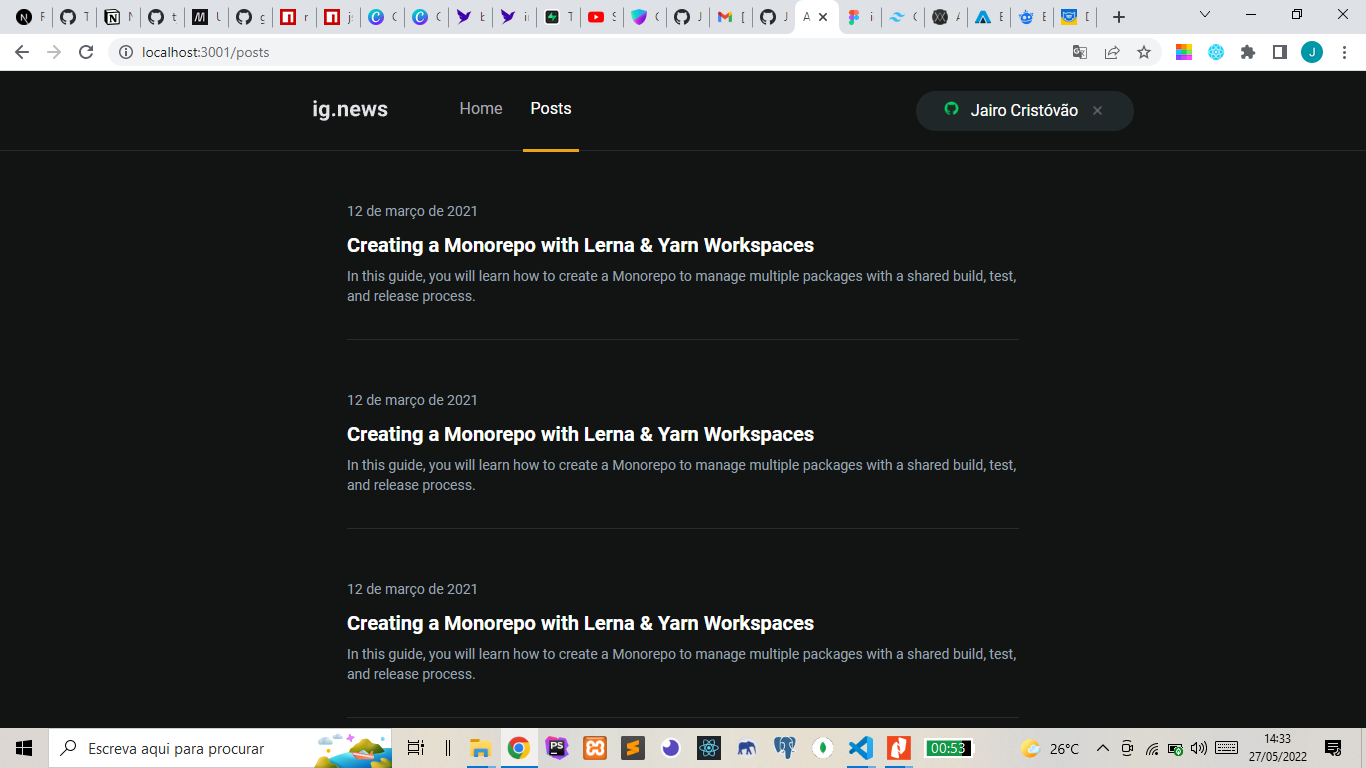 localhost:3001/posts
J
ig.news
Home
Posts
Jairo Cristóvão
12 de março de 2021
Creating a Monorepo with Lerna & Yarn Workspaces
In this guide, you will learn how to create a Monorepo to manage multiple packages with a shared build, test,
and release process.
12 de março de 2021
Creating a Monorepo with Lerna & Yarn Workspaces
In this guide, you will learn how to create a Monorepo to manage multiple packages with a shared build, test,
and release process.
12 de março de 2021
Creating a Monorepo with Lerna & Yarn Workspaces
In this guide, you will learn how to create a Monorepo to manage multiple packages with a shared build, test,
and release process.
Escreva aqui para procurar
PS
00:53
26°C
14:33
27/05/2022